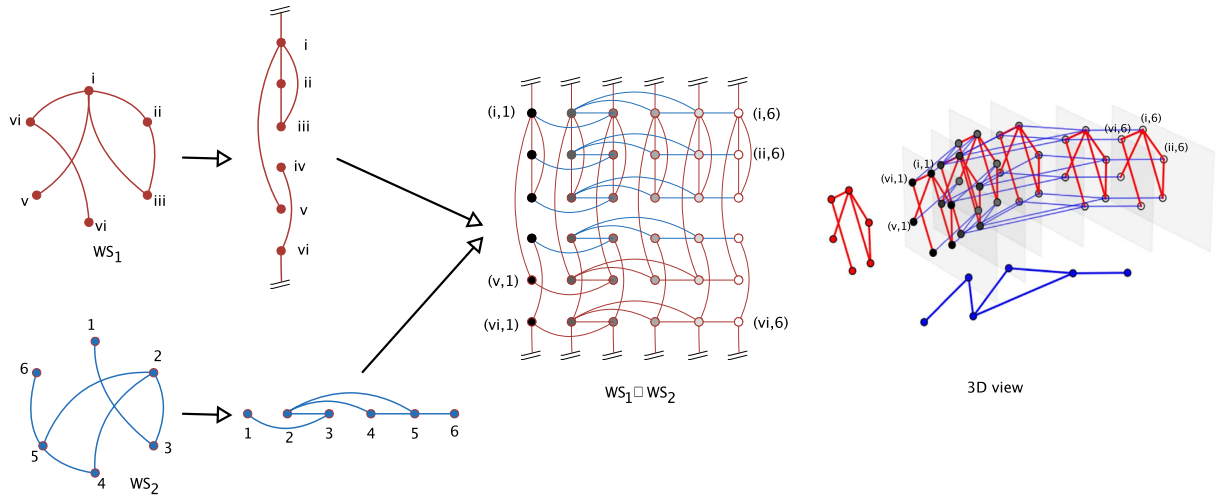 i
ii
iii
vi
v
vi
WS1
i
ii
iii
iv
v
vi
1
2
3
4
5
6
WS2
1 2 3 4 5 6
(i,1) (i,6)
(ii,6)
(v,1)
(vi,1) (vi,6)
WS1□ WS2
(i,6)
(vi,6)
(ii,6)
(i,1)
(vi,1)
(v,1)
3D view